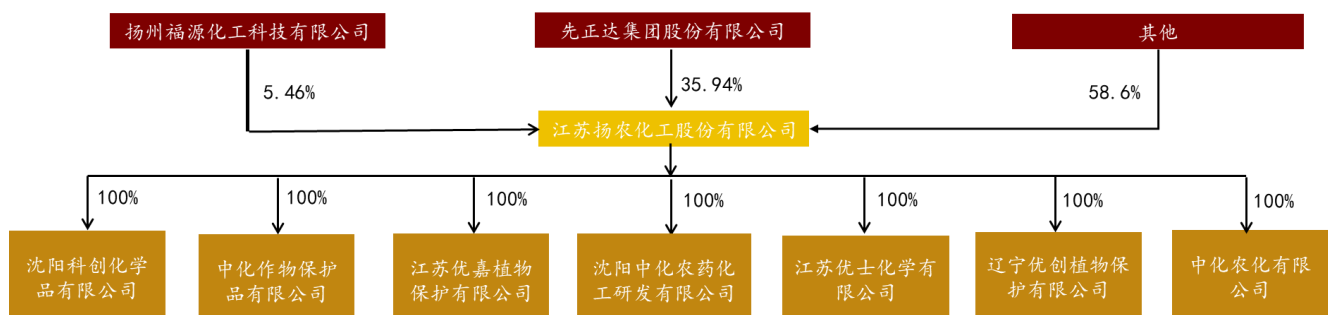 扬州福源化工科技有限公司
先正达集团股份有限公司
其他
5.46%
35.94%
58.6%
江苏扬农化工股份有限公司
100%
100%
100%
100%
100%
100%
100%
沈阳科创化学
品有限公司
中化作物保护
品有限公司
江苏优嘉植物
保护有限公司
沈阳中化农药化
工研发有限公司
江苏优士化学有
限公司
辽宁优创植物保
护有限公司
中化农化有限
公司